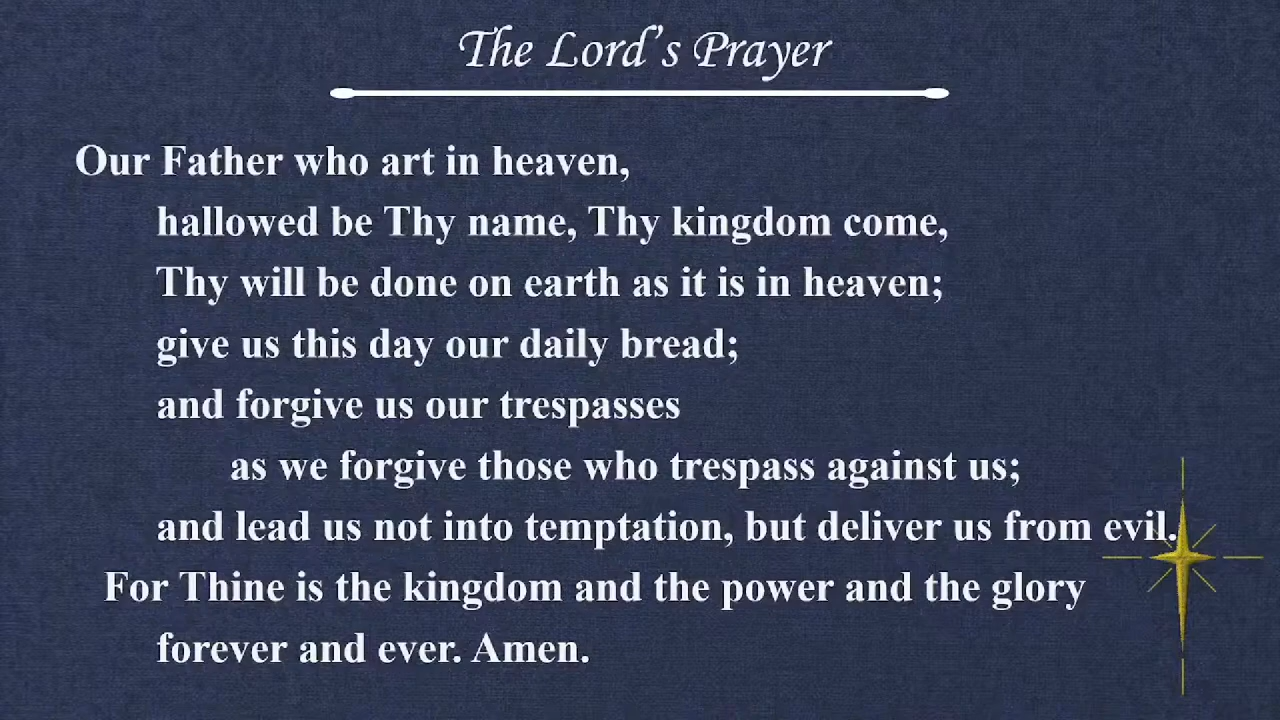 The Lord's Prayer
Our Father who art in heaven,
hallowed be Thy name, Thy kingdom come,
Thy will be done on earth as it is in heaven;
give us this day our daily bread;
and forgive us our trespasses
as we forgive those who trespass against us;
and lead us not into temptation, but deliver us from evil.
For Thine is the kingdom and the power and the glory
forever and ever. Amen.